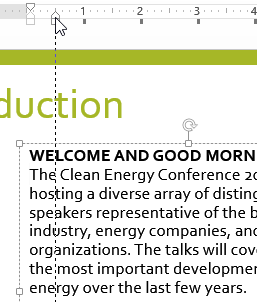 1 2 3 4
duction
WELCOME AND GOOD MORN
The Clean Energy Conference 20
hosting a diverse array of disting
speakers representative of the b
industry, energy companies, and
organizations. The talks will cove
the most important developmer
energy over the last few years.